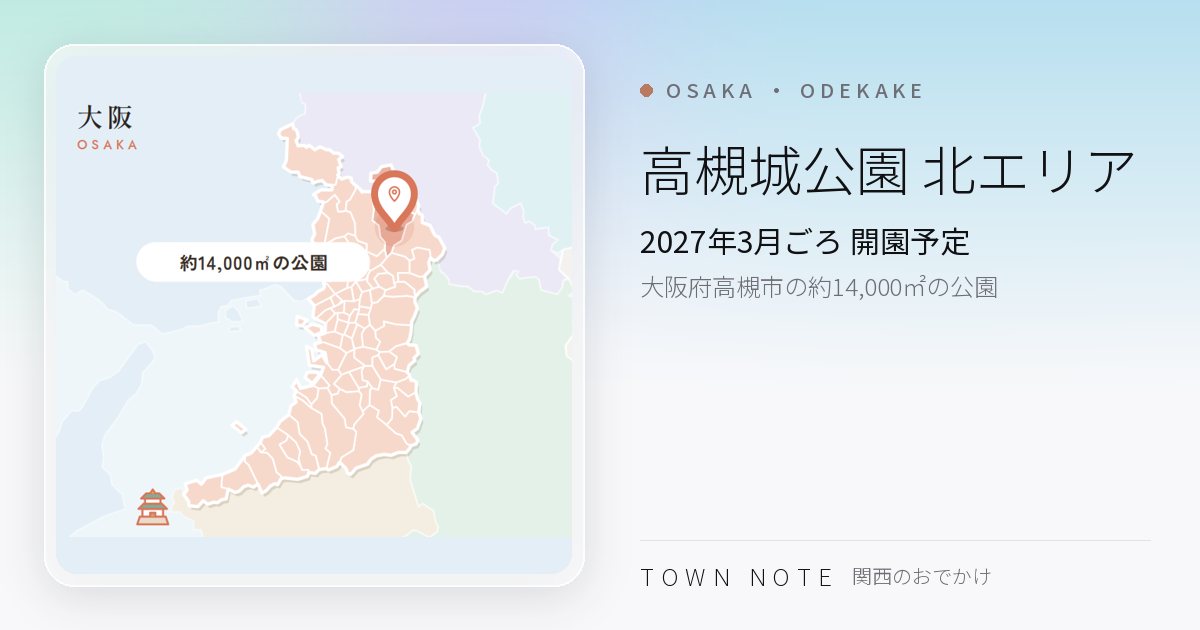 大阪
OSAKA
約14,000㎡の公園
OSAKA • ODEKAKE
高槻城公園 北エリア
2027年3月ごろ 開園予定
大阪府高槻市の約14,000㎡の公園
TOWN NOTE 関西のおでかけ